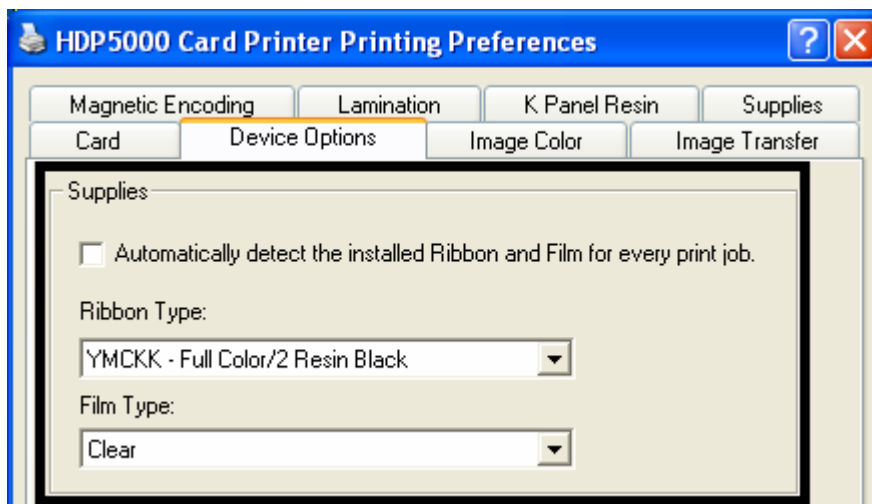 HDP5000 Card Printer Printing Preferences
Magnetic Encoding Lamination K Panel Resin Supplies
Card Device Options Image Color Image Transfer
Supplies
Automatically detect the installed Ribbon and Film for every print job.
Ribbon Type:
YMCKK - Full Color/2 Resin Black
Film Type:
Clear